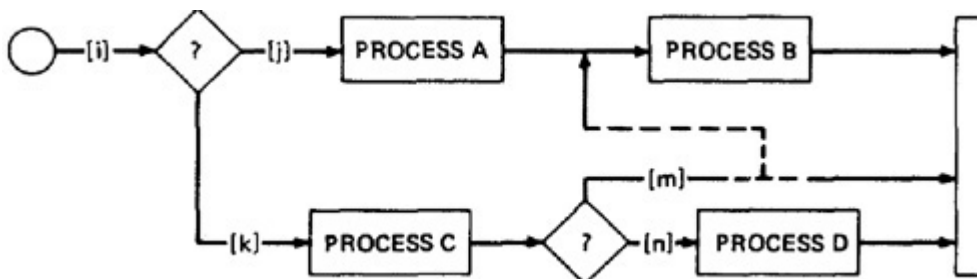 [i] ? [j] PROCESS A PROCESS B
[m]
[k] PROCESS C ? [n] PROCESS D